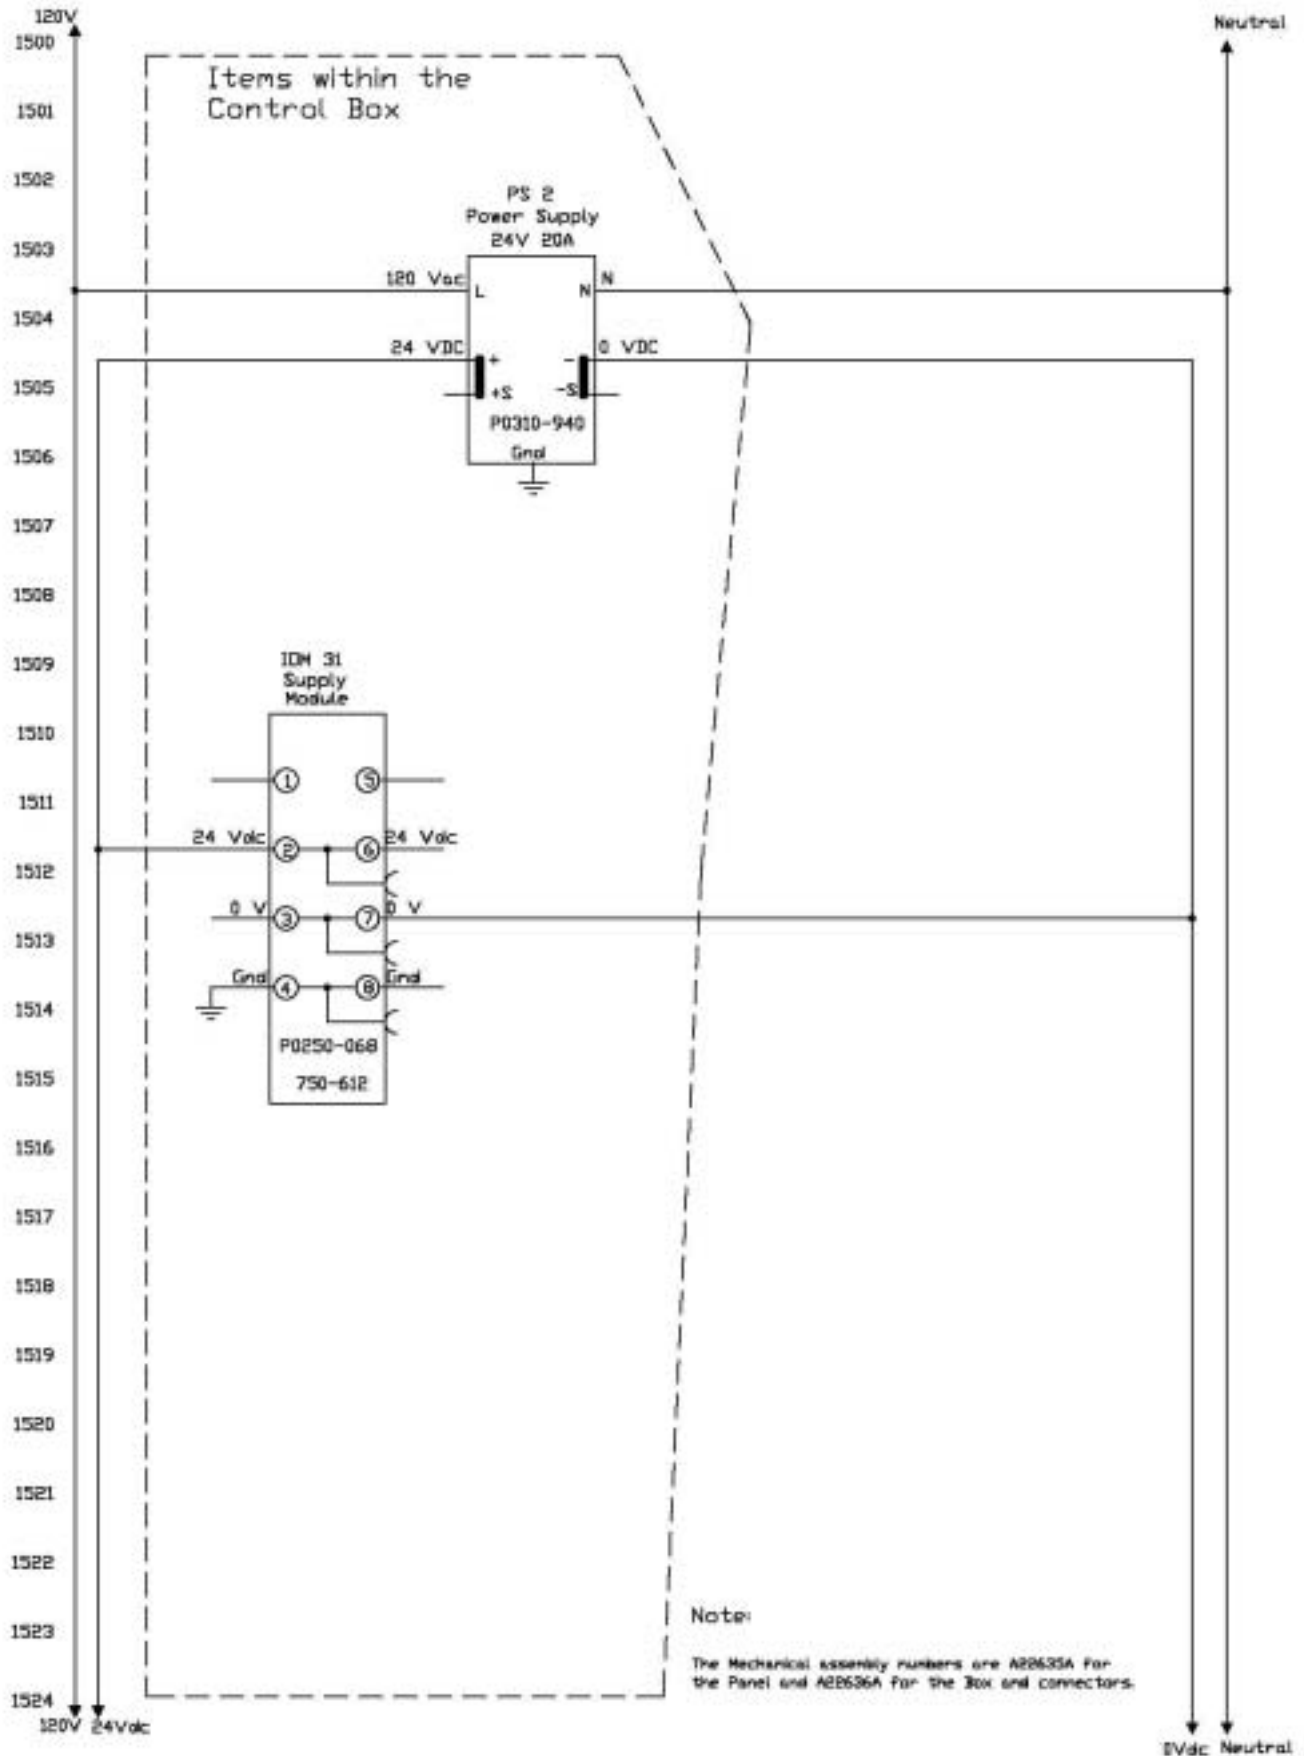 120V
Neutral
1500
Items within the
Control Box
1501
1502
PS 2
Power Supply
24V 20A
1503
120 Vac
N
L
N
1504
24 VDC
0 VDC
+
-
1505
+S
-S
P0310-940
1506
Gnd
1507
1508
1509
IOM 31
Supply
Module
1510
1
5
1511
24 Vdc
2
6
24 Vdc
1512
0 V
3
7
0 V
1513
Gnd
4
8
Gnd
1514
P0250-068
1515
750-612
1516
1517
1518
1519
1520
1521
1522
Note:
1523
The Mechanical assembly numbers are A22635A for
the Panel and A22636A for the Box and connectors.
1524
120V
24Vdc
0Vdc
Neutral